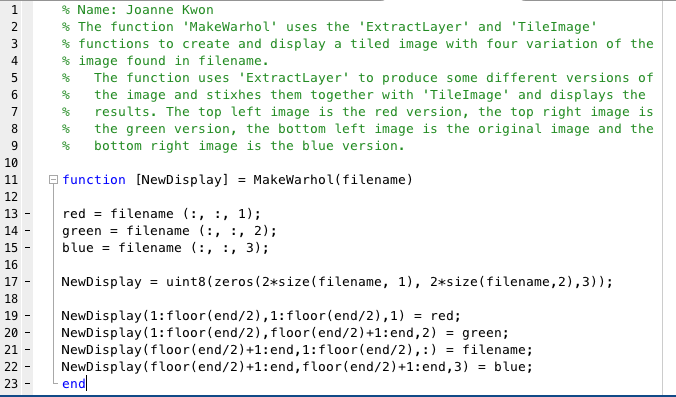 1 % Name: Joanne Kwon
2 % The function 'MakeWarhol' uses the 'ExtractLayer' and 'TileImage'
3 % functions to create and display a tiled image with four variation of the
4 % image found in filename.
5 %   The function uses 'ExtractLayer' to produce some different versions of
6 %   the image and stixhes them together with 'TileImage' and displays the
7 %   results. The top left image is the red version, the top right image is
8 %   the green version, the bottom left image is the original image and the
9 %   bottom right image is the blue version.
10
11 function [NewDisplay] = MakeWarhol(filename)
12
13 - red = filename (:, :, 1);
14 - green = filename (:, :, 2);
15 - blue = filename (:, :, 3);
16
17 - NewDisplay = uint8(zeros(2*size(filename, 1), 2*size(filename,2),3));
18
19 - NewDisplay(1:floor(end/2),1:floor(end/2),1) = red;
20 - NewDisplay(1:floor(end/2),floor(end/2)+1:end,2) = green;
21 - NewDisplay(floor(end/2)+1:end,1:floor(end/2),:) = filename;
22 - NewDisplay(floor(end/2)+1:end,floor(end/2)+1:end,3) = blue;
23 - end